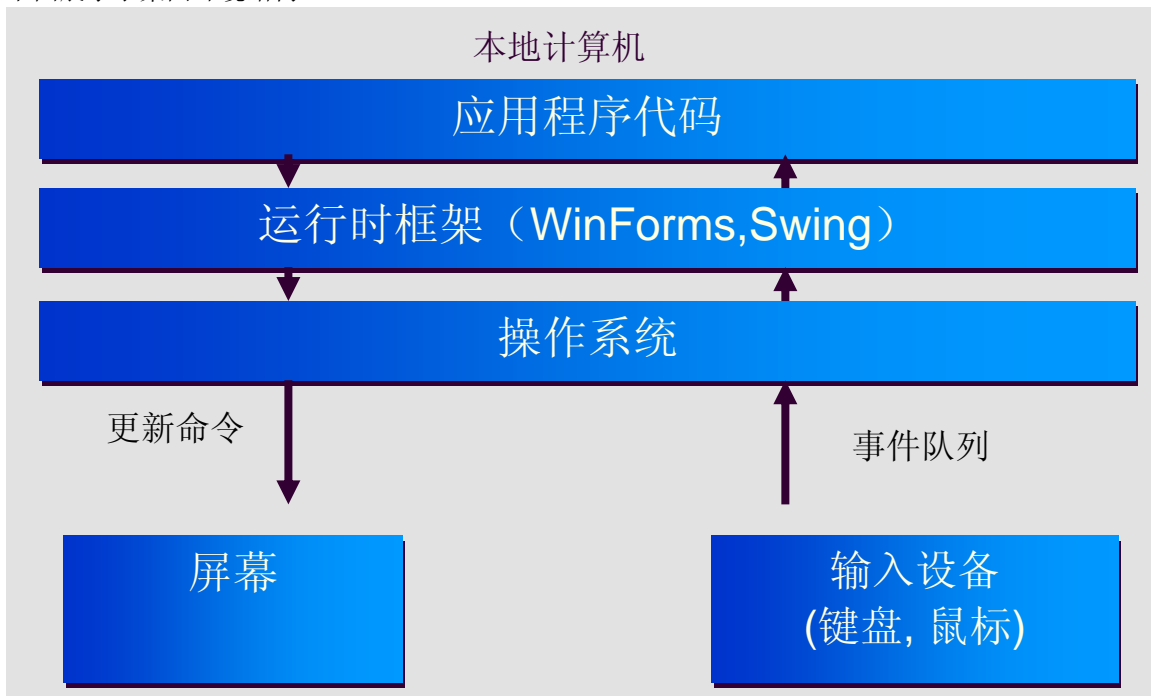 本地计算机
应用程序代码
运行时框架（WinForms,Swing）
操作系统
更新命令
事件队列
屏幕
输入设备
(键盘, 鼠标)